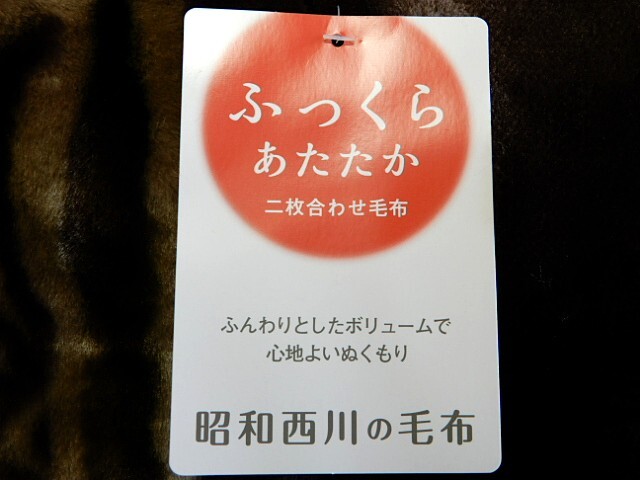 ふっくら
あたたか
二枚合わせ毛布
ふんわりとしたボリュームで
心地よいぬくもり
昭和西川の毛布